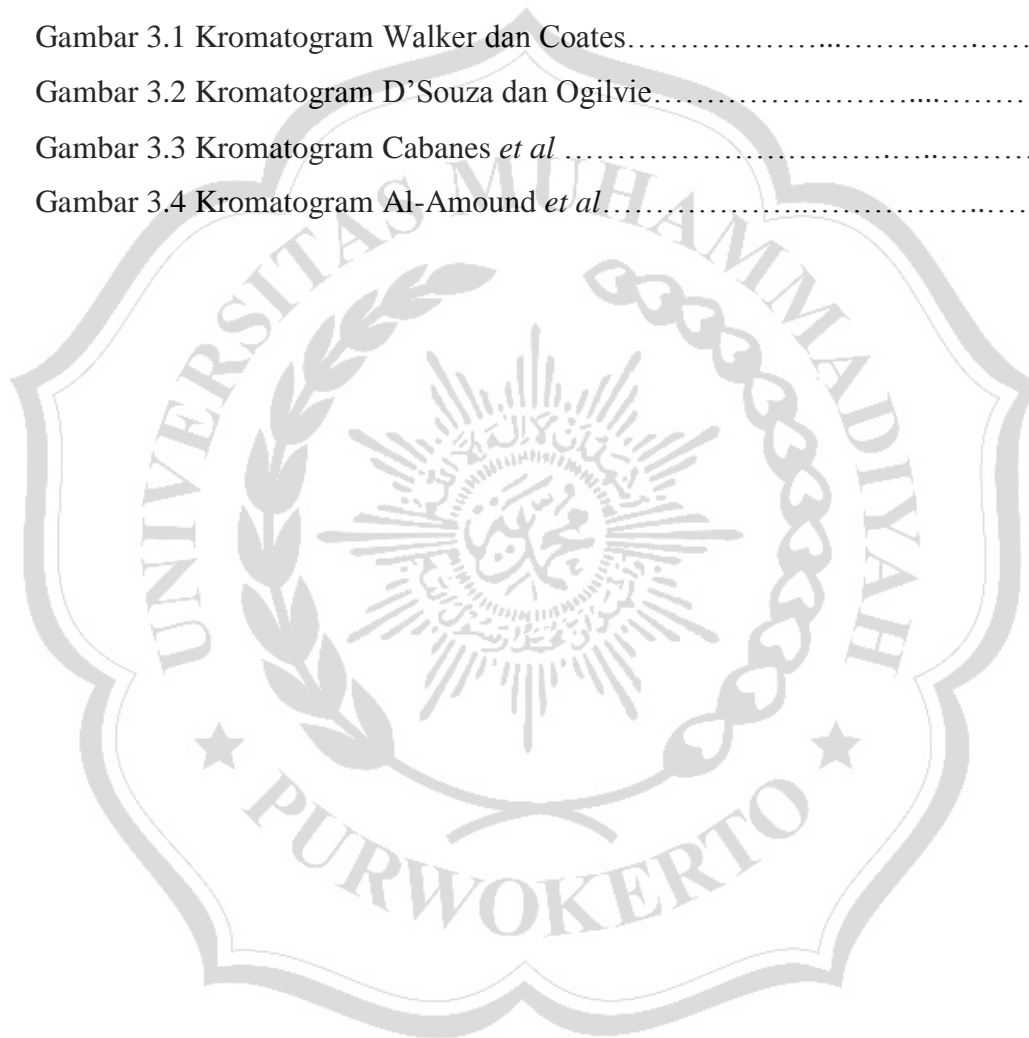 Gambar 3.1 Kromatogram Walker dan Coates………………...………….…..
Gambar 3.2 Kromatogram D’Souza dan Ogilvie……………………....………
Gambar 3.3 Kromatogram Cabanes et al ………………………….…..………
Gambar 3.4 Kromatogram Al-Amound et al………………..……………..…..
UNIVERSITAS MUHAMMADIYAH
محمد
PURWOKERTO